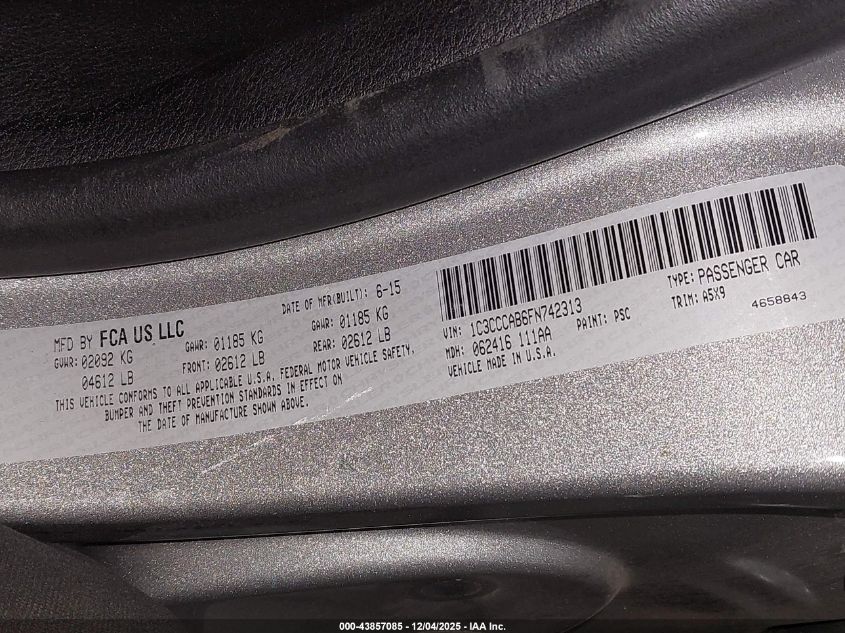 MFD BY FCA US LLC
DATE OF MFR(BUILT): 6-15
GVWR: 02092 KG
04612 LB
GAWR: 01185 KG
FRONT: 02612 LB
GAWR: 01185 KG
REAR: 02612 LB
THIS VEHICLE CONFORMS TO ALL APPLICABLE U.S.A. FEDERAL MOTOR VEHICLE SAFETY,
BUMPER AND THEFT PREVENTION STANDARDS IN EFFECT ON
THE DATE OF MANUFACTURE SHOWN ABOVE.
VIN: 1C3CCCAB6FN742313
TYPE: PASSENGER CAR
MDH: 062416 111AA
PAINT: PSC
TRIM: A5X9
VEHICLE MADE IN U.S.A.
4658843
000-43857085 - 12/04/2025 - IAA Inc.